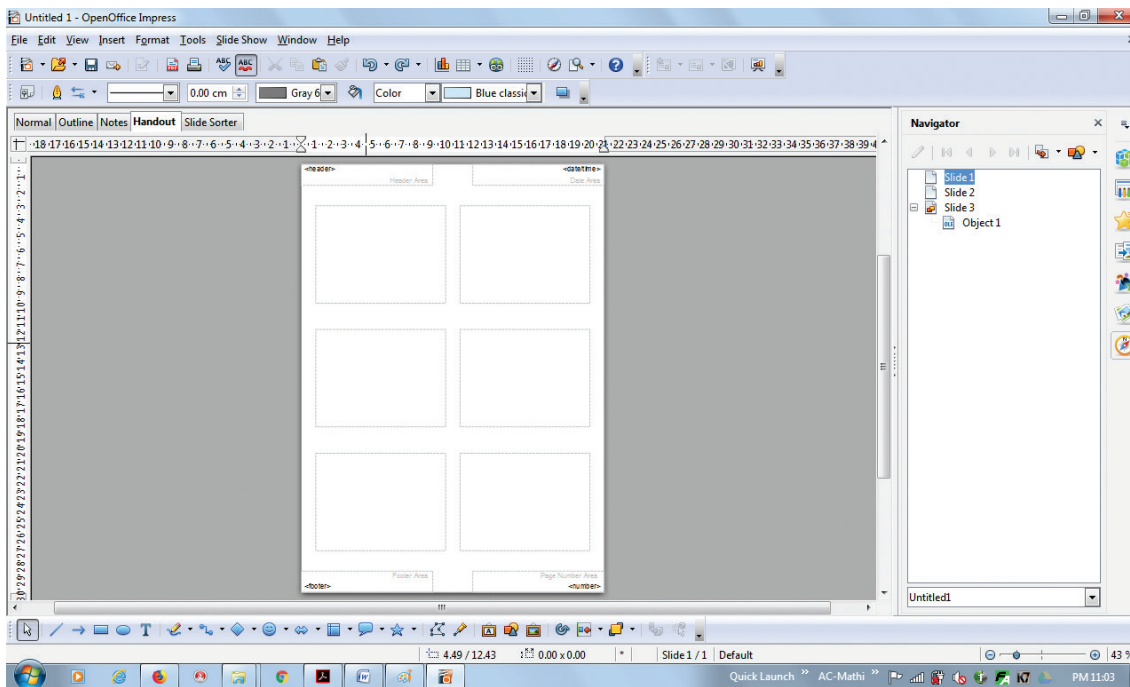 Untitled 1 - OpenOffice Impress
File Edit View Insert Format Tools Slide Show Window Help
0.00 cm Gray 6 Color Blue classic
Normal Outline Notes Handout Slide Sorter
Navigator
<header> <date/time>
Header Area Date Area
Slide 1
Slide 2
Slide 3
Object 1
Footer Area Page Number Area
<footer> <number>
Untitled1
4.49 / 12.43 0.00 x 0.00 * Slide 1 / 1 Default 43 %
Quick Launch » AC-Mathi » PM 11:03